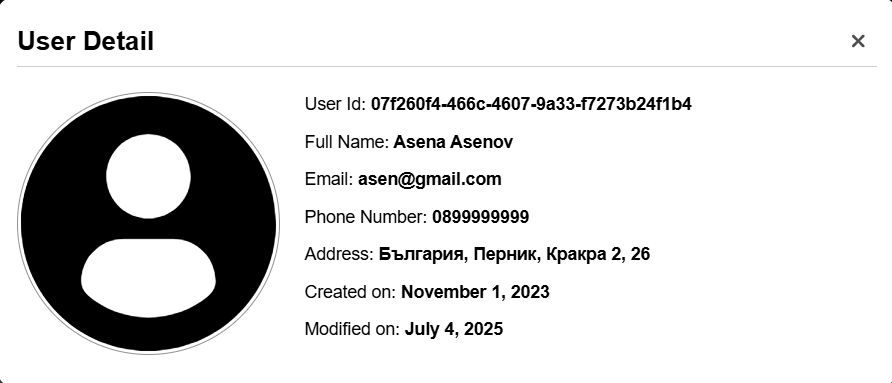 User Detail
User Id: 07f260f4-466c-4607-9a33-f7273b24f1b4
Full Name: Asena Asenov
Email: asen@gmail.com
Phone Number: 0899999999
Address: България, Перник, Кракра 2, 26
Created on: November 1, 2023
Modified on: July 4, 2025